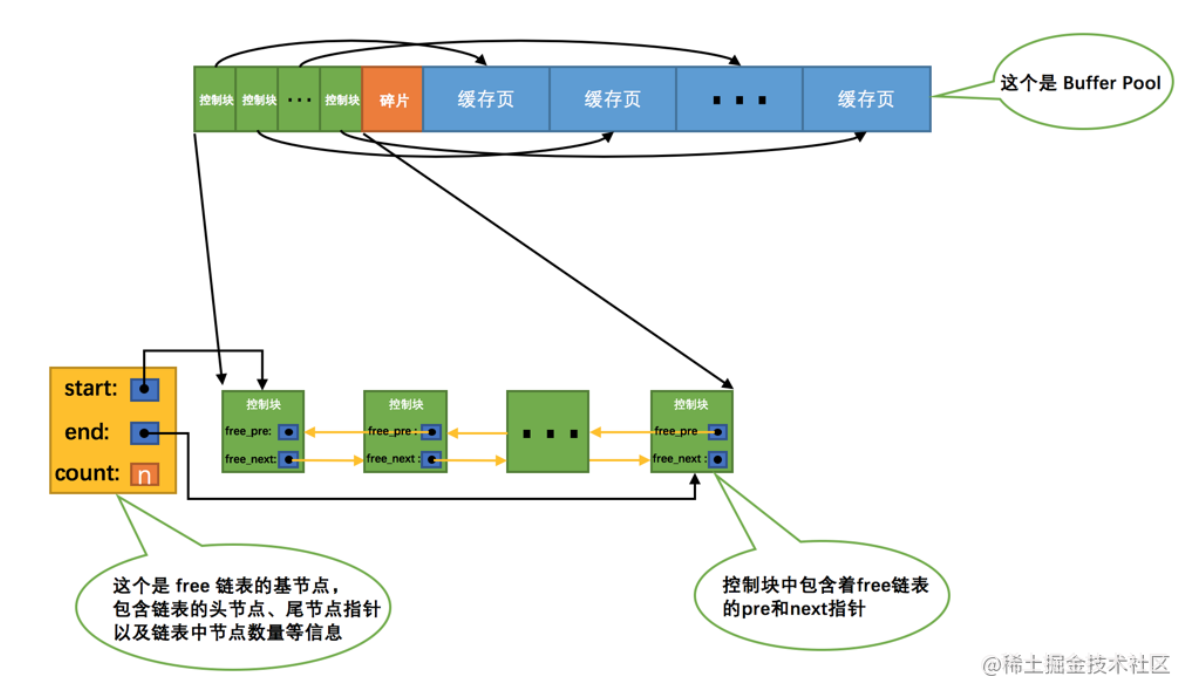 控制块
控制块
···
控制块
碎片
缓存页
缓存页
···
缓存页
这个是 Buffer Pool
start:
end:
count: n
控制块
free_pre:
free_next:
控制块
free_pre :
free_next :
···
控制块
free_pre
free_next :
这个是 free 链表的基节点，
包含链表的头节点、尾节点指针
以及链表中节点数量等信息
控制块中包含着free链表
的pre和next指针
@稀土掘金技术社区